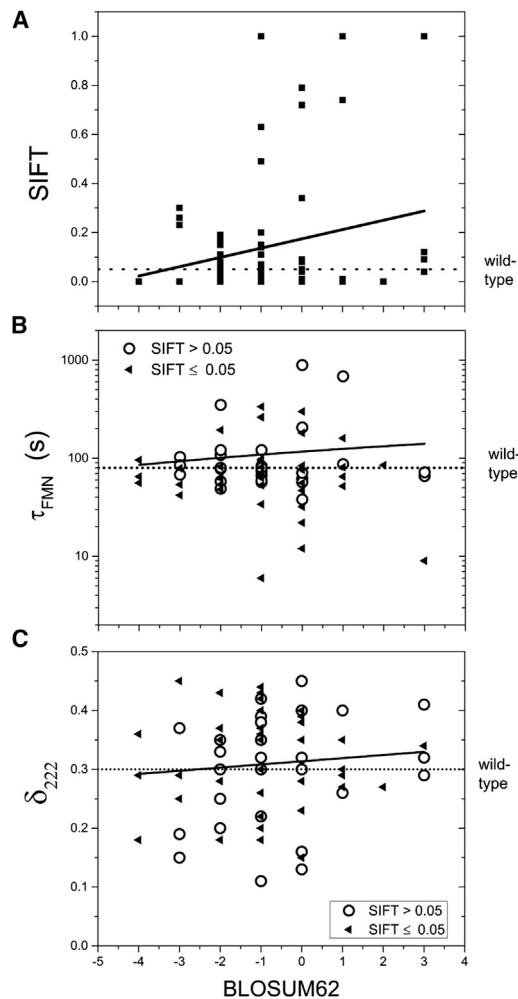 A
1.0
0.8
0.6
0.4
0.2
0.0
SIFT
wild-
type
B
SIFT > 0.05
SIFT ≤ 0.05
1000
100
10
τFMN (s)
wild-
type
C
0.5
0.4
0.3
0.2
0.1
0.0
δ222
wild-
type
SIFT > 0.05
SIFT ≤ 0.05
-5 -4 -3 -2 -1 0 1 2 3 4
BLOSUM62